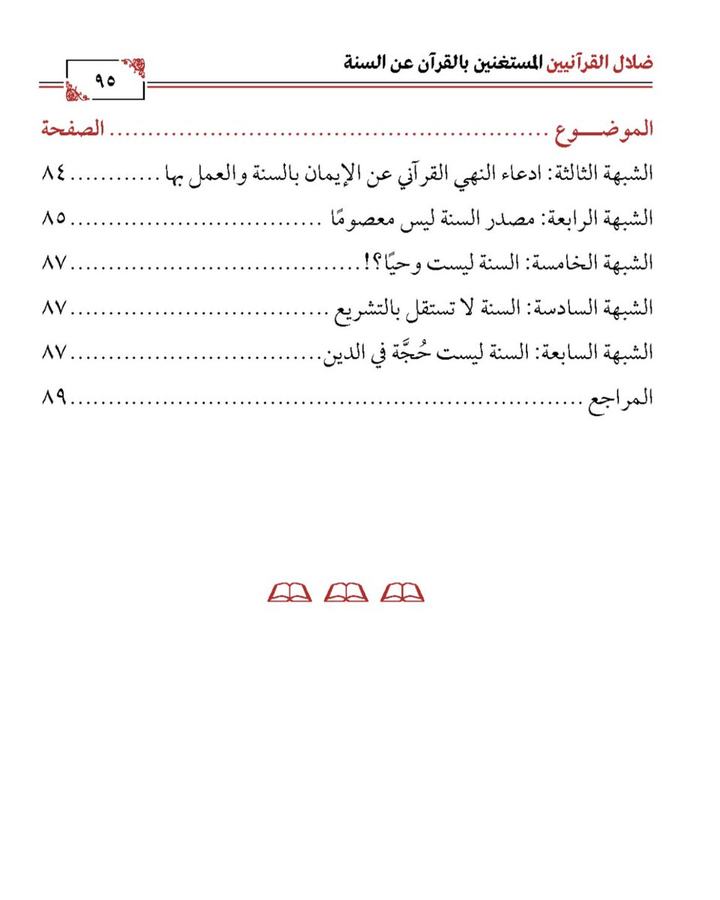 ضلال القرآنيين المستغنين بالقرآن عن السنة
٩٥
الموضـــوع ........................................................ الصفحة
الشبهة الثالثة: ادعاء النهي القرآني عن الإيمان بالسنة والعمل بها ............ ٨٤
الشبهة الرابعة: مصدر السنة ليس معصومًا ................................. ٨٥
الشبهة الخامسة: السنة ليست وحيًا؟! ...................................... ٨٧
الشبهة السادسة: السنة لا تستقل بالتشريع .................................. ٨٧
الشبهة السابعة: السنة ليست حُجَّة في الدين ................................. ٨٧
المراجع ................................................................... ٨٩